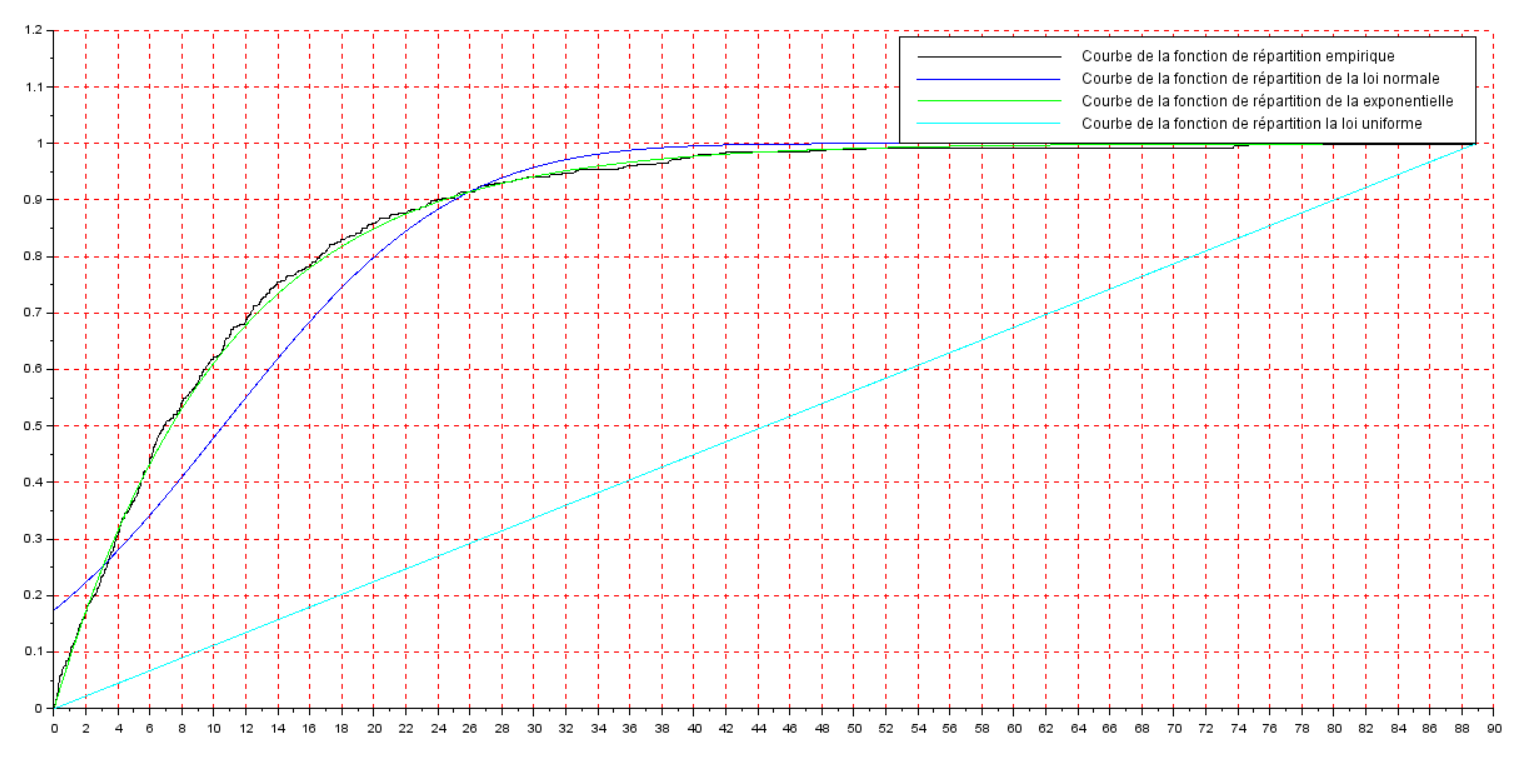 1.2
1.1
1
0.9
0.8
0.7
0.6
0.5
0.4
0.3
0.2
0.1
0
Courbe de la fonction de répartition empirique
Courbe de la fonction de répartition de la loi normale
Courbe de la fonction de répartition de la exponentielle
Courbe de la fonction de répartition la loi uniforme
0 2 4 6 8 10 12 14 16 18 20 22 24 26 28 30 32 34 36 38 40 42 44 46 48 50 52 54 56 58 60 62 64 66 68 70 72 74 76 78 80 82 84 86 88 90